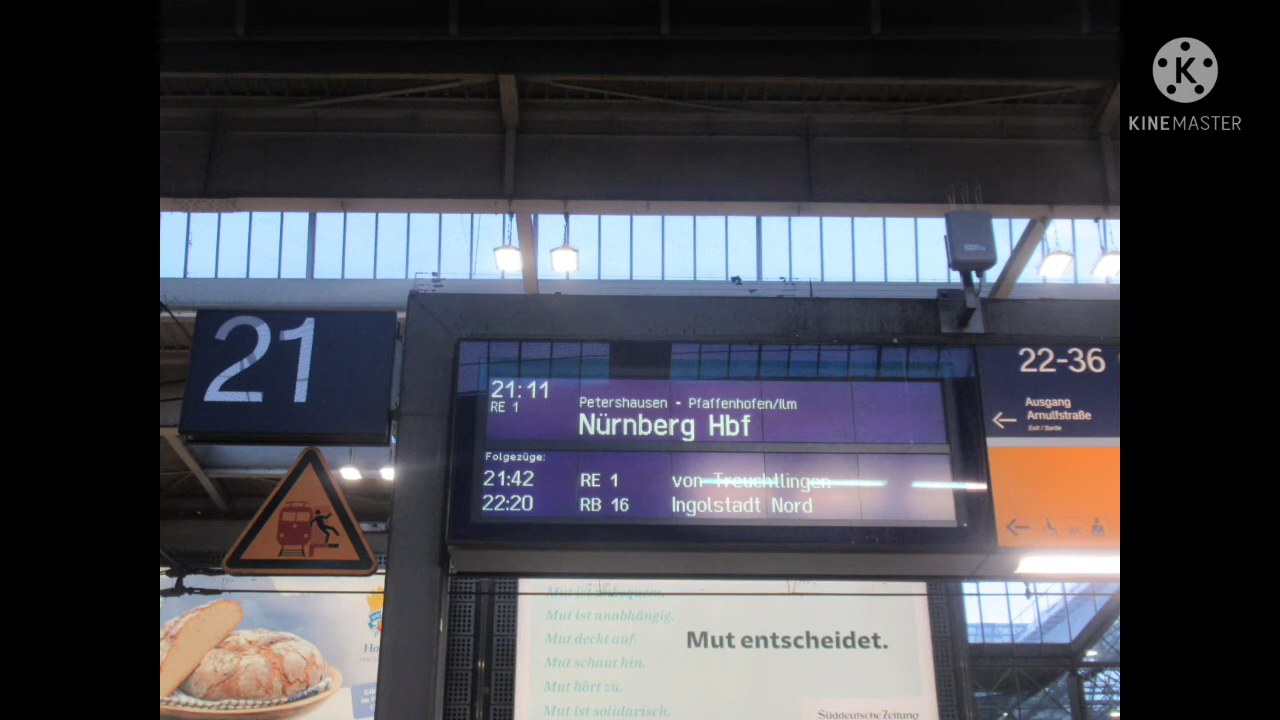 KINEMASTER
21
21:11
RE 1
Petershausen - Pfaffenhofen/Ilm
Nürnberg Hbf
Folgezüge:
21:42 RE 1 von Treuchtlingen
22:20 RB 16 Ingolstadt Nord
22-36
Ausgang
Arnulfstraße
Exit / Sortie
Mut ist unabhängig.
Mut deckt auf.
Mut schaut hin.
Mut hört zu.
Mut ist solidarisch.
Mut entscheidet.
Süddeutsche Zeitung